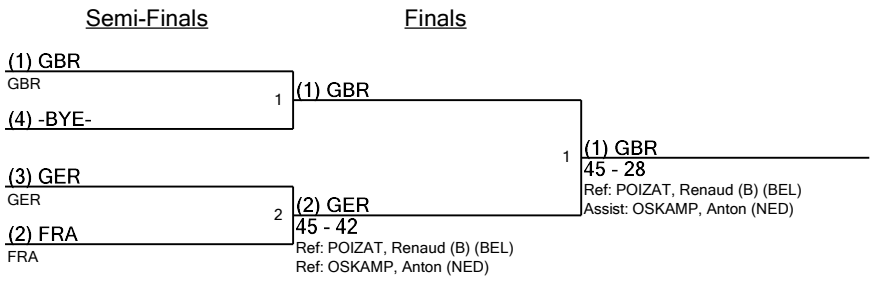 Semi-Finals
Finals
(1) GBR
GBR
1
(1) GBR
(4) -BYE-
1
(1) GBR
45 - 28
Ref: POIZAT, Renaud (B) (BEL)
Assist: OSKAMP, Anton (NED)
(3) GER
GER
2
(2) GER
45 - 42
Ref: POIZAT, Renaud (B) (BEL)
Ref: OSKAMP, Anton (NED)
(2) FRA
FRA